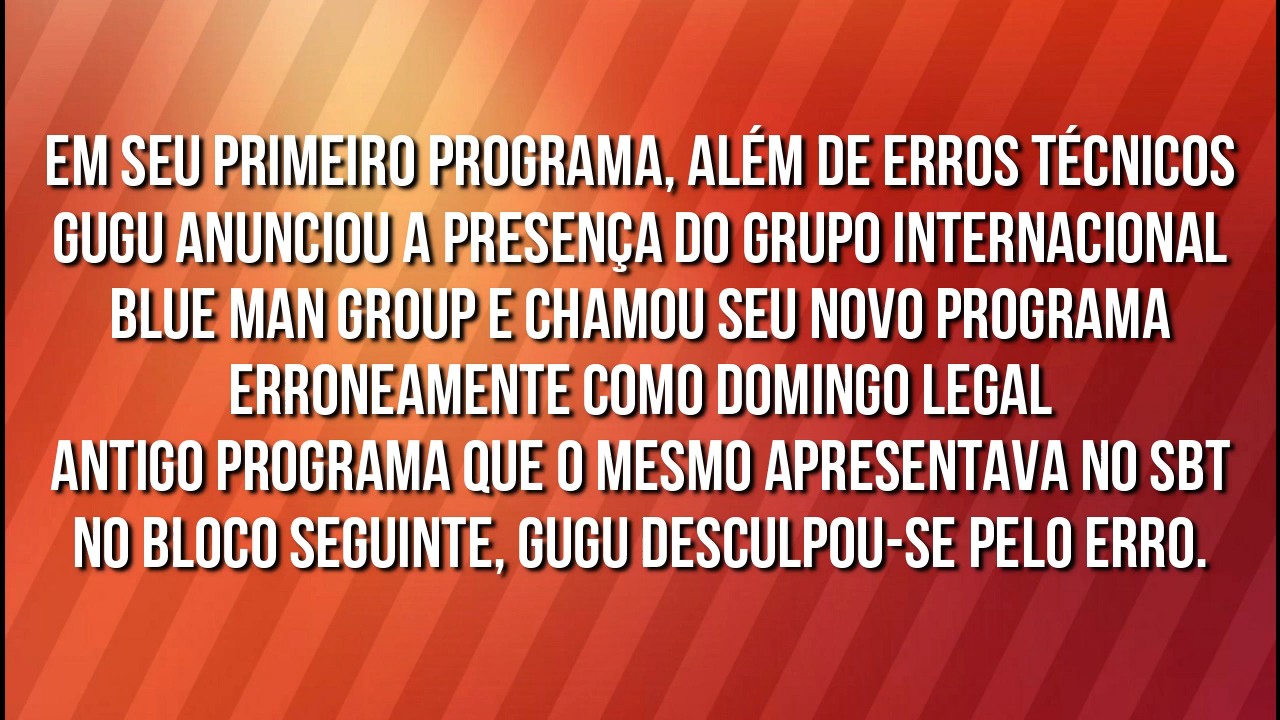 EM SEU PRIMEIRO PROGRAMA, ALÉM DE ERROS TÉCNICOS
GUGU ANUNCIOU A PRESENÇA DO GRUPO INTERNACIONAL
BLUE MAN GROUP E CHAMOU SEU NOVO PROGRAMA
ERRONEAMENTE COMO DOMINGO LEGAL
ANTIGO PROGRAMA QUE O MESMO APRESENTAVA NO SBT
NO BLOCO SEGUINTE, GUGU DESCULPOU-SE PELO ERRO.